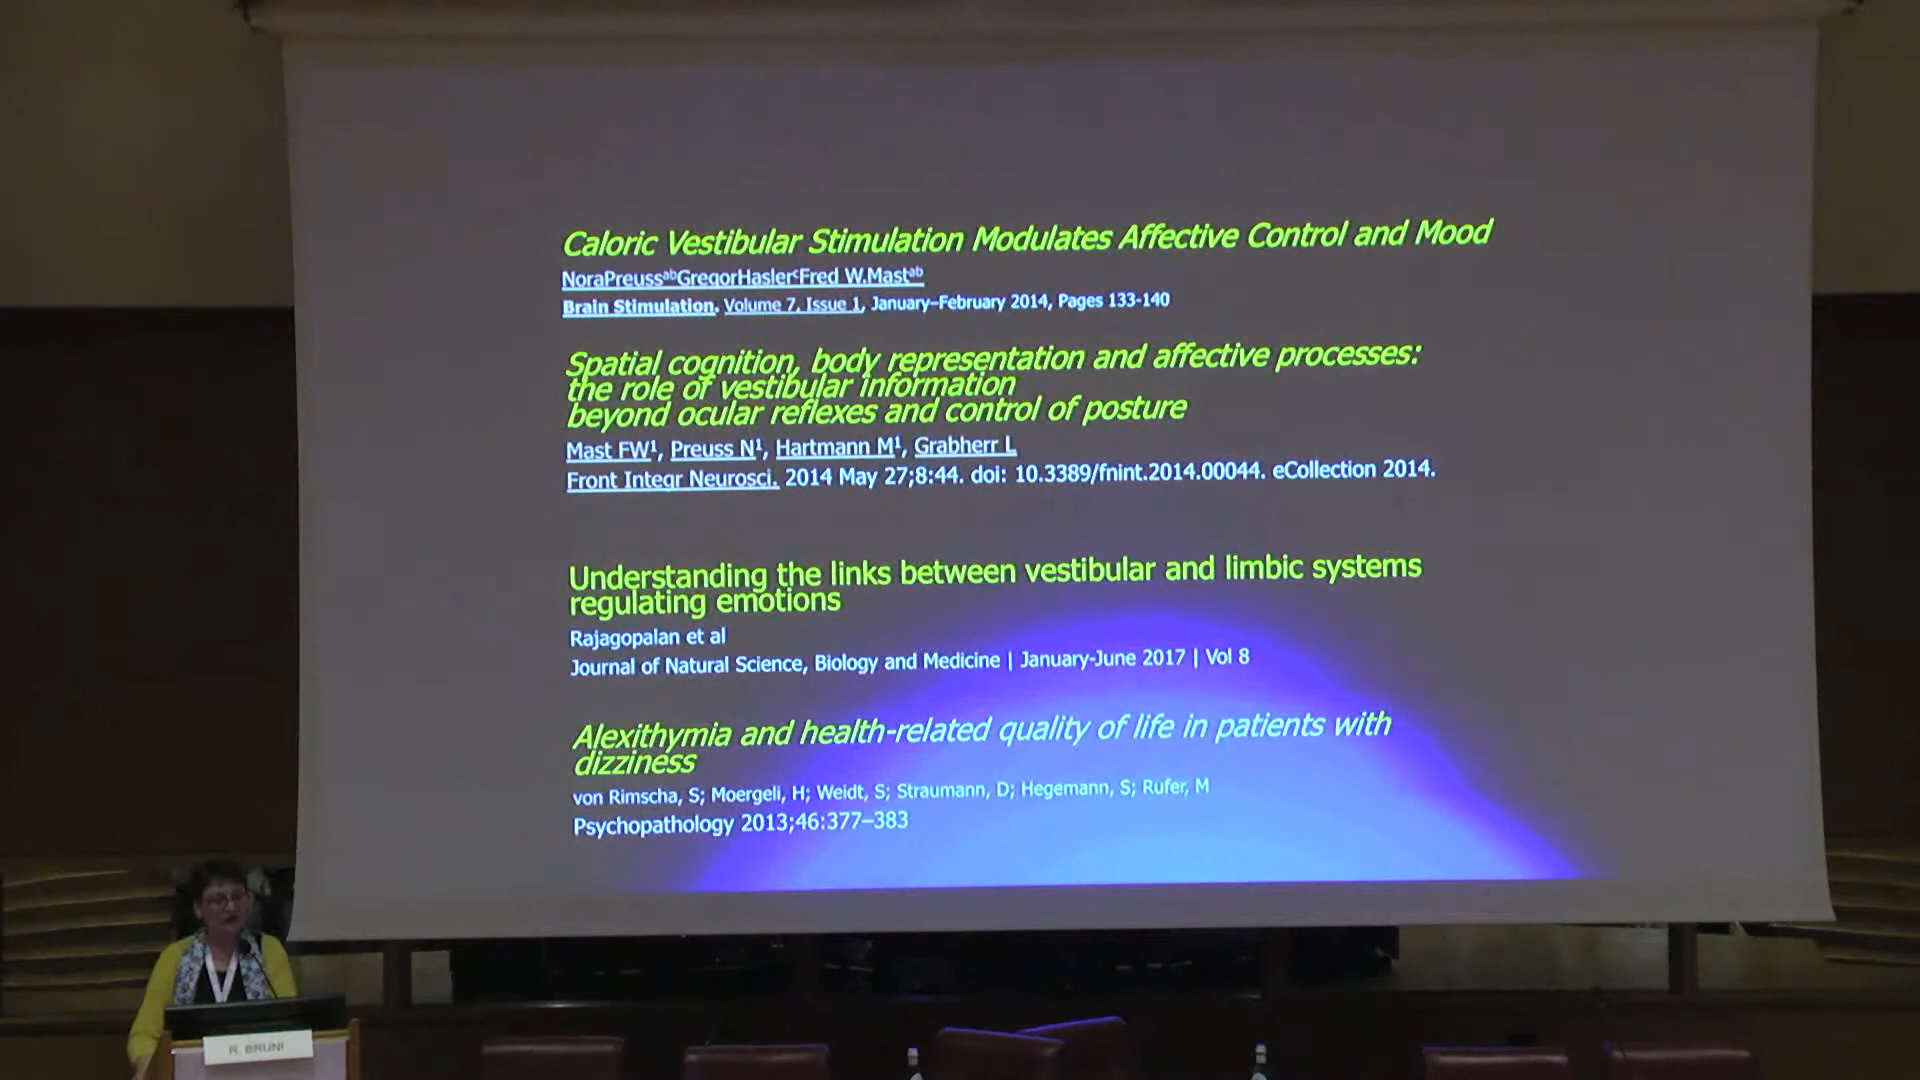 Caloric Vestibular Stimulation Modulates Affective Control and Mood
NoraPreussᵃᵇGregorHaslerᶜFred W.Mastᵃᵇ
Brain Stimulation, Volume 7, Issue 1, January–February 2014, Pages 133-140
Spatial cognition, body representation and affective processes:
the role of vestibular information
beyond ocular reflexes and control of posture
Mast FW¹, Preuss N¹, Hartmann M¹, Grabherr L
Front Integr Neurosci. 2014 May 27;8:44. doi: 10.3389/fnint.2014.00044. eCollection 2014.
Understanding the links between vestibular and limbic systems
regulating emotions
Rajagopalan et al
Journal of Natural Science, Biology and Medicine | January-June 2017 | Vol 8
Alexithymia and health-related quality of life in patients with
dizziness
von Rimscha, S; Moergeli, H; Weidt, S; Straumann, D; Hegemann, S; Rufer, M
Psychopathology 2013;46:377–383
R. BRUNI